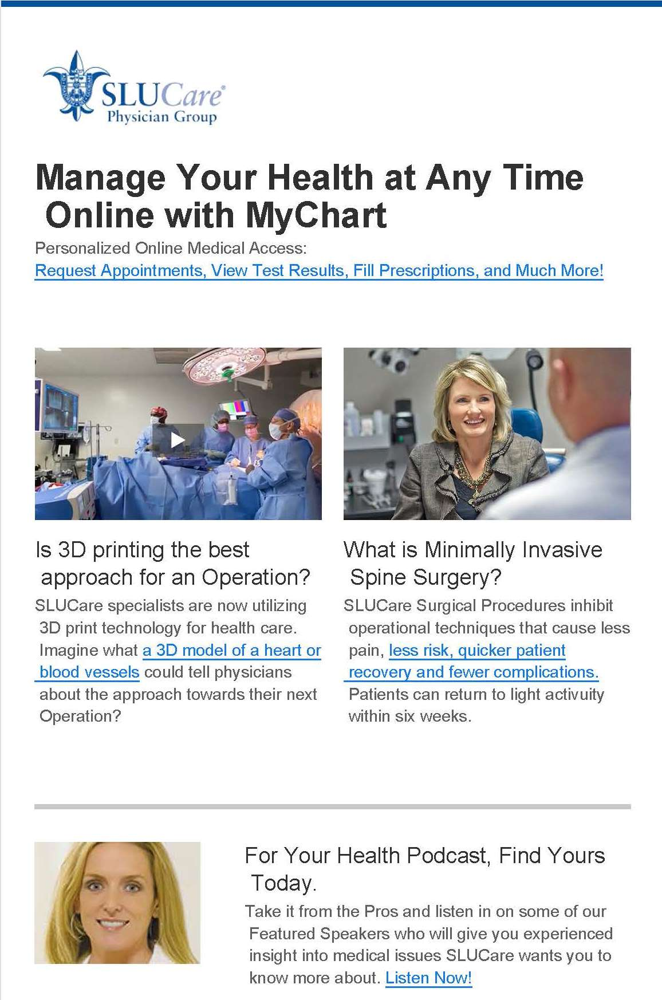 SLUCare®
Physician Group
Manage Your Health at Any Time
Online with MyChart
Personalized Online Medical Access:
Request Appointments, View Test Results, Fill Prescriptions, and Much More!
Is 3D printing the best
approach for an Operation?
SLUCare specialists are now utilizing
3D print technology for health care.
Imagine what a 3D model of a heart or
blood vessels could tell physicians
about the approach towards their next
Operation?
What is Minimally Invasive
Spine Surgery?
SLUCare Surgical Procedures inhibit
operational techniques that cause less
pain, less risk, quicker patient
recovery and fewer complications.
Patients can return to light activuity
within six weeks.
For Your Health Podcast, Find Yours
Today.
Take it from the Pros and listen in on some of our
Featured Speakers who will give you experienced
insight into medical issues SLUCare wants you to
know more about. Listen Now!